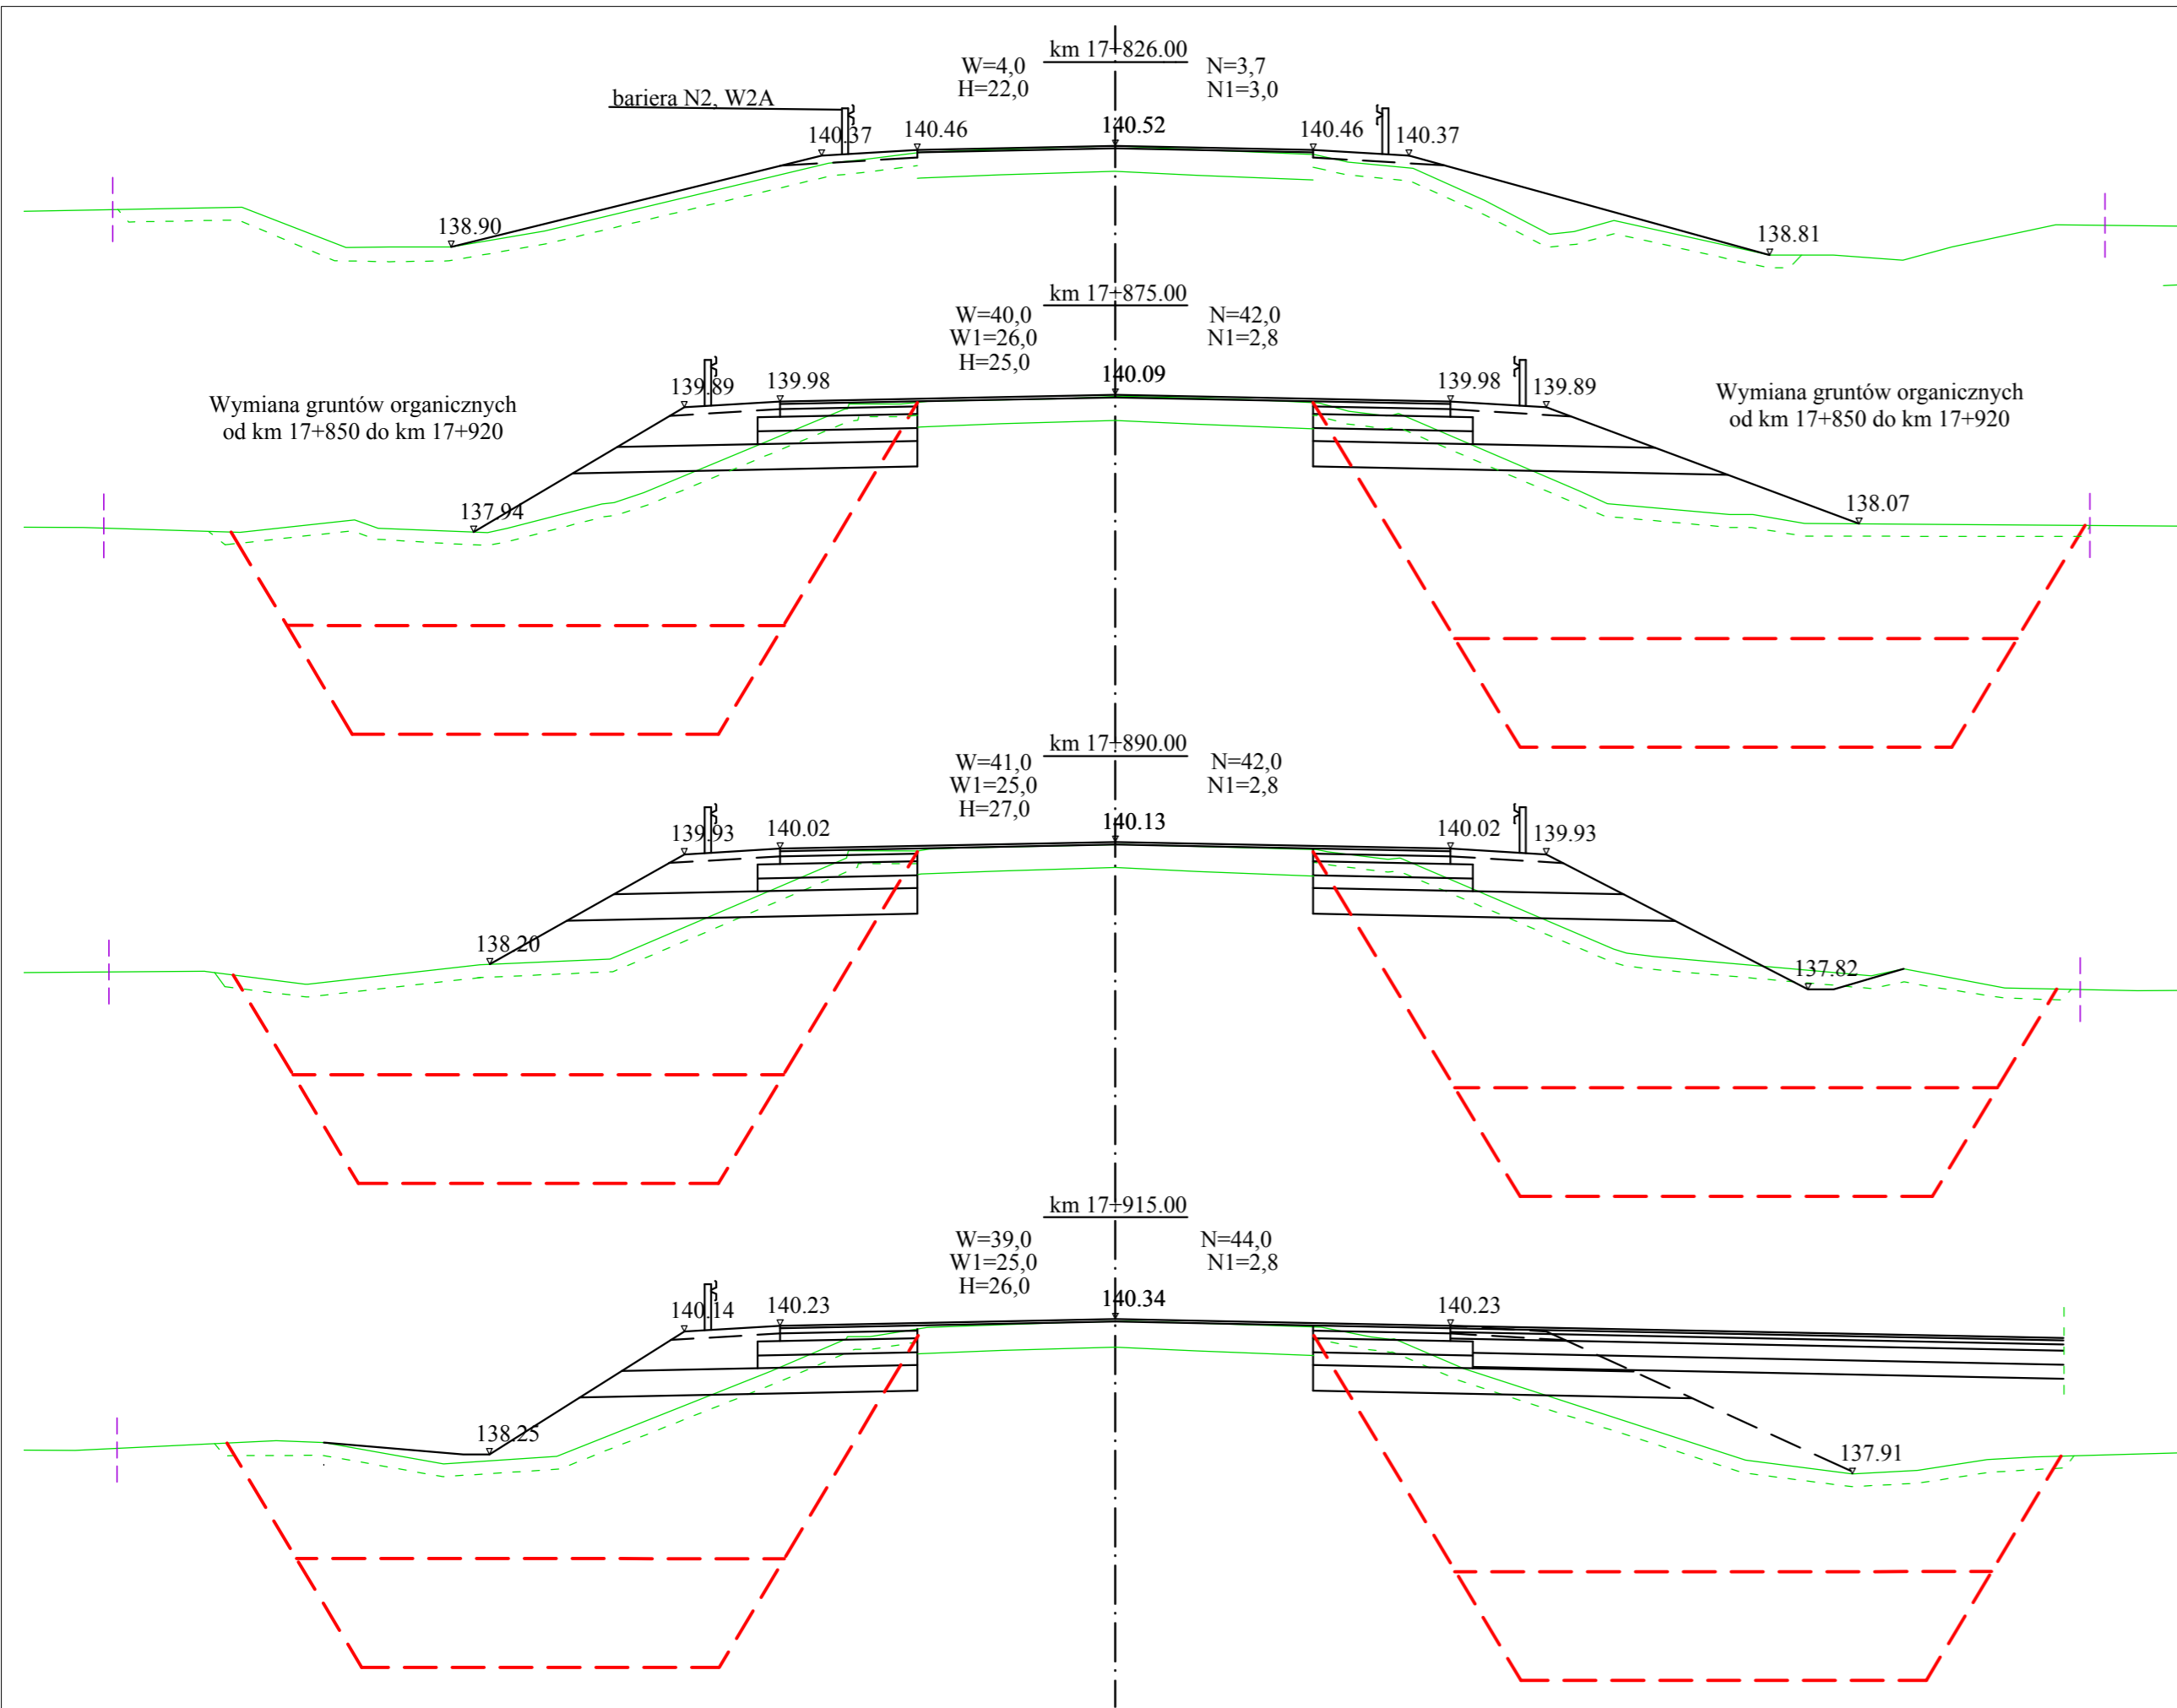 km 17+826.00
W=4,0
H=22,0
N=3,7
N1=3,0
bariera N2, W2A
140.37
140.46
140.52
140.46
140.37
138.90
138.81
km 17+875.00
W=40,0
W1=26,0
H=25,0
N=42,0
N1=2,8
Wymiana gruntów organicznych
od km 17+850 do km 17+920
139.89
139.98
140.09
139.98
139.89
Wymiana gruntów organicznych
od km 17+850 do km 17+920
137.94
138.07
km 17+890.00
W=41,0
W1=25,0
H=27,0
N=42,0
N1=2,8
139.93
140.02
140.13
140.02
139.93
138.20
137.82
km 17+915.00
W=39,0
W1=25,0
H=26,0
N=44,0
N1=2,8
140.14
140.23
140.34
140.23
138.25
137.91